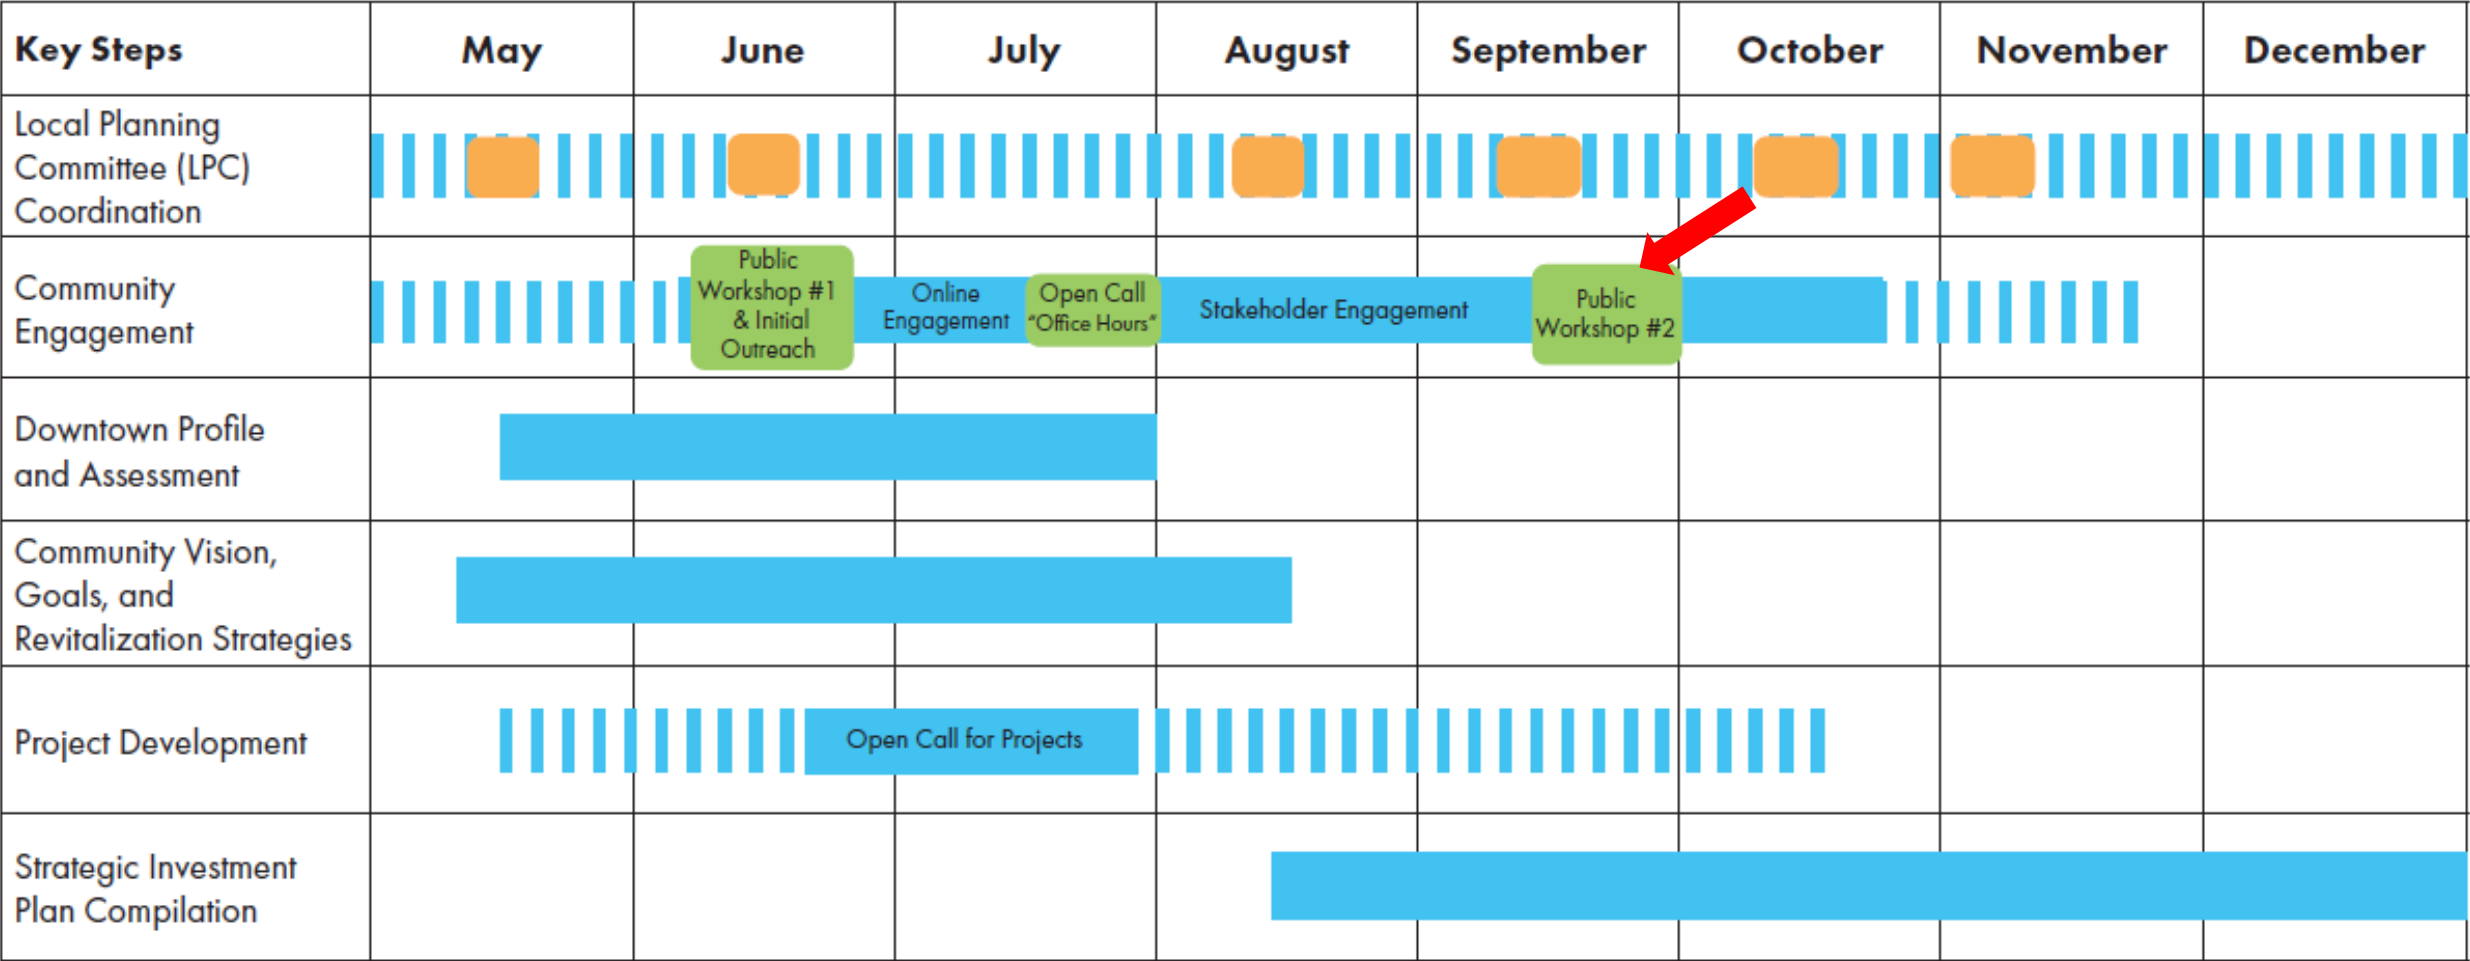 Key Steps
May
June
July
August
September
October
November
December
Local Planning
Committee (LPC)
Coordination
Community
Engagement
Public
Workshop #1
& Initial
Outreach
Online
Engagement
Open Call
“Office Hours”
Stakeholder Engagement
Public
Workshop #2
Downtown Profile
and Assessment
Community Vision,
Goals, and
Revitalization Strategies
Project Development
Open Call for Projects
Strategic Investment
Plan Compilation